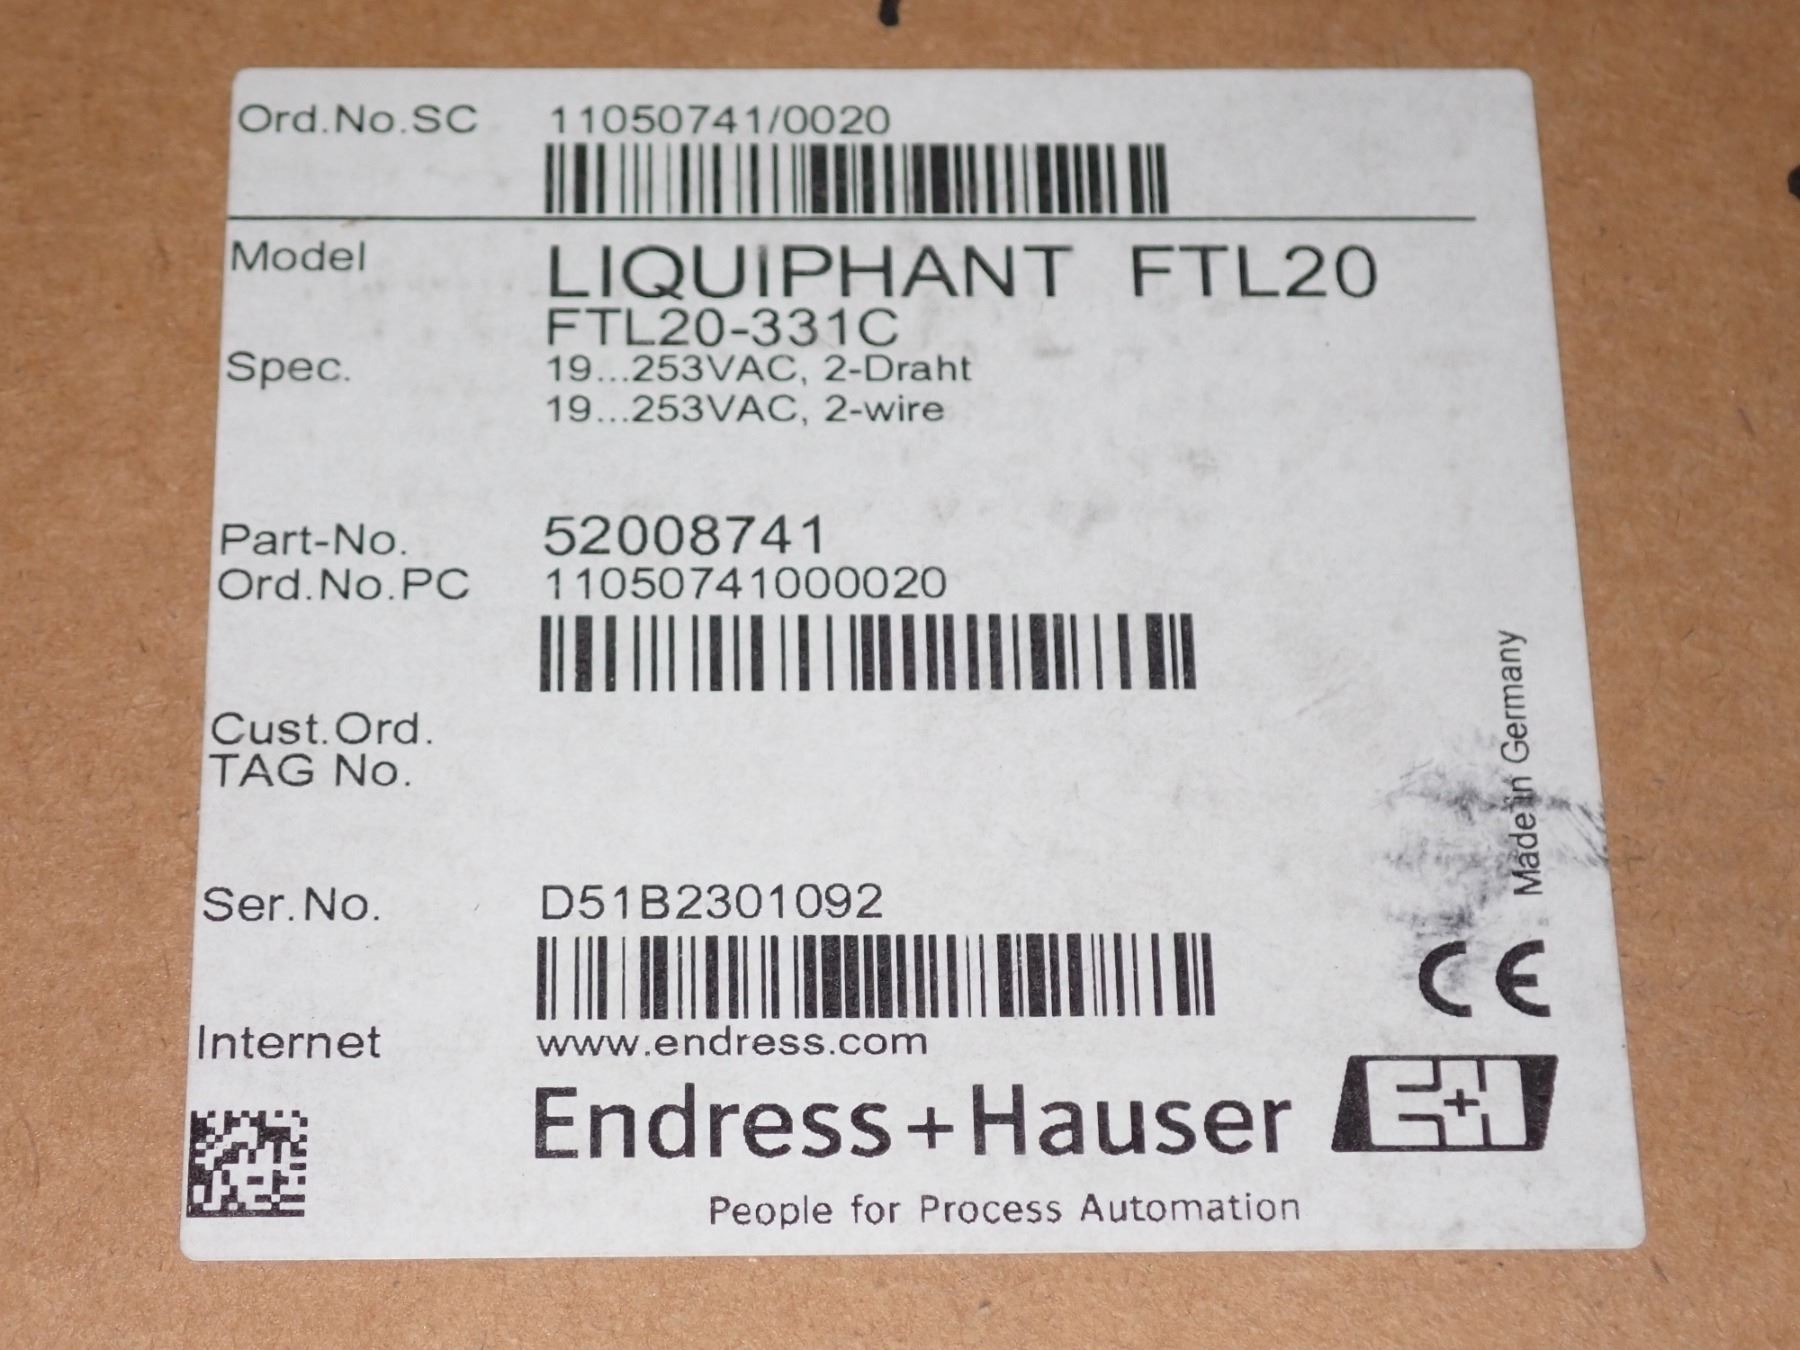 Ord.No.SC 11050741/0020
Model LIQUIPHANT FTL20
FTL20-331C
Spec. 19...253VAC, 2-Draht
19...253VAC, 2-wire
Part-No. 52008741
Ord.No.PC 11050741000020
Cust.Ord.
TAG No.
Made in Germany
Ser.No. D51B2301092
CE
Internet www.endress.com
Endress+Hauser
E+H
People for Process Automation